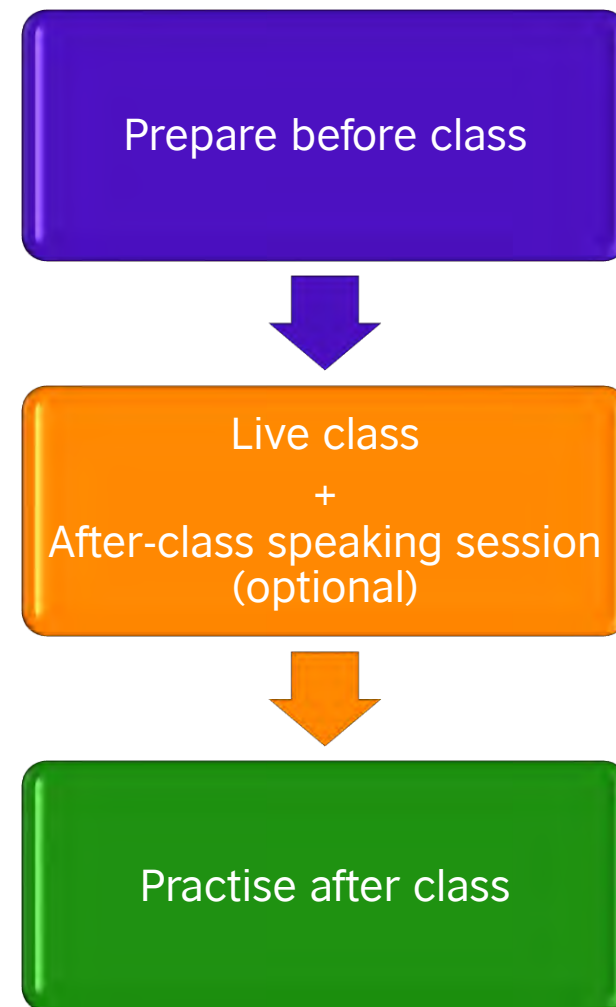 Prepare before class
Live class
+
After-class speaking session
(optional)
Practise after class